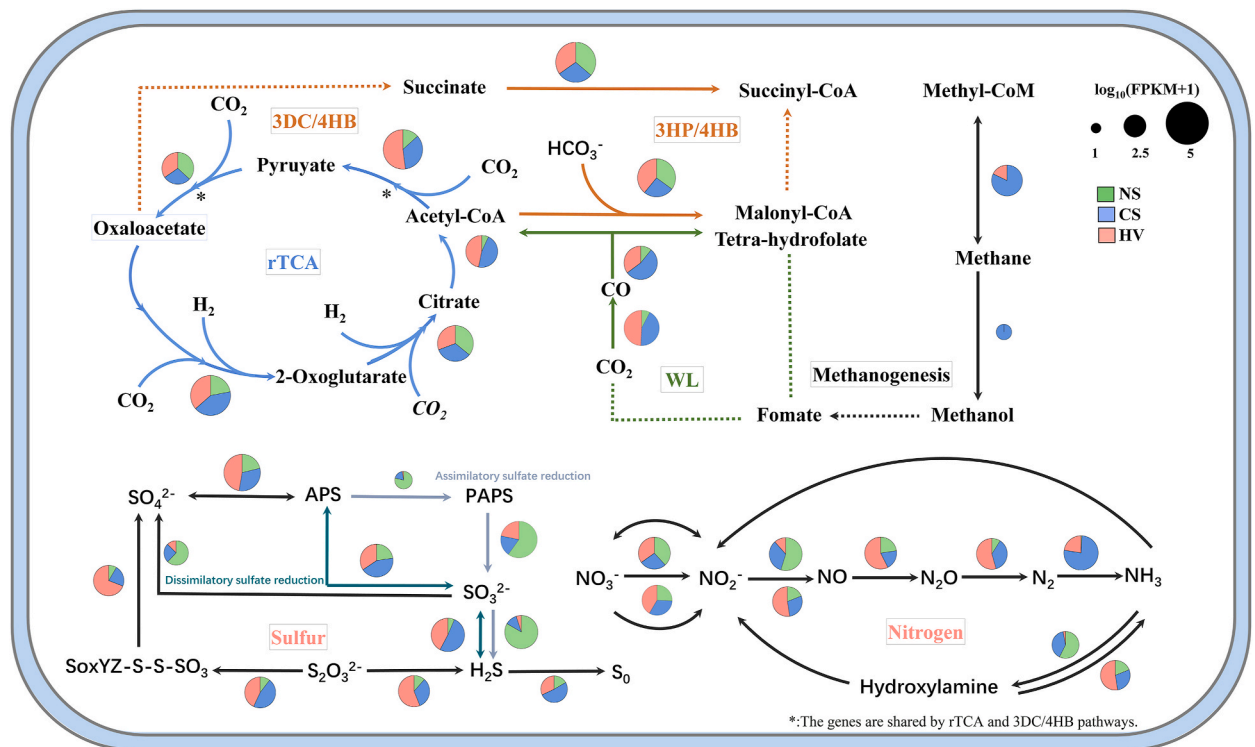 Succinate
Succinyl-CoA
Methyl-CoM
log₁₀(FPKM+1)
1 2.5 5
NS
CS
HV
CO₂
3DC/4HB
3HP/4HB
HCO₃⁻
Pyruyate
CO₂
*
*
Acetyl-CoA
Malonyl-CoA
Oxaloacetate
Tetra-hydrofolate
rTCA
Methane
CO
Citrate
H₂
H₂
CO₂
2-Oxoglutarate
WL
Methanogenesis
CO₂
CO₂
Fomate
Methanol
Assimilatory sulfate reduction
SO₄²⁻
APS
PAPS
Dissimilatory sulfate reduction
SO₃²⁻
NO₃⁻
NO₂⁻
NO
N₂O
N₂
NH₃
Sulfur
Nitrogen
SoxYZ-S-S-SO₃
S₂O₃²⁻
H₂S
S₀
Hydroxylamine
*:The genes are shared by rTCA and 3DC/4HB pathways.